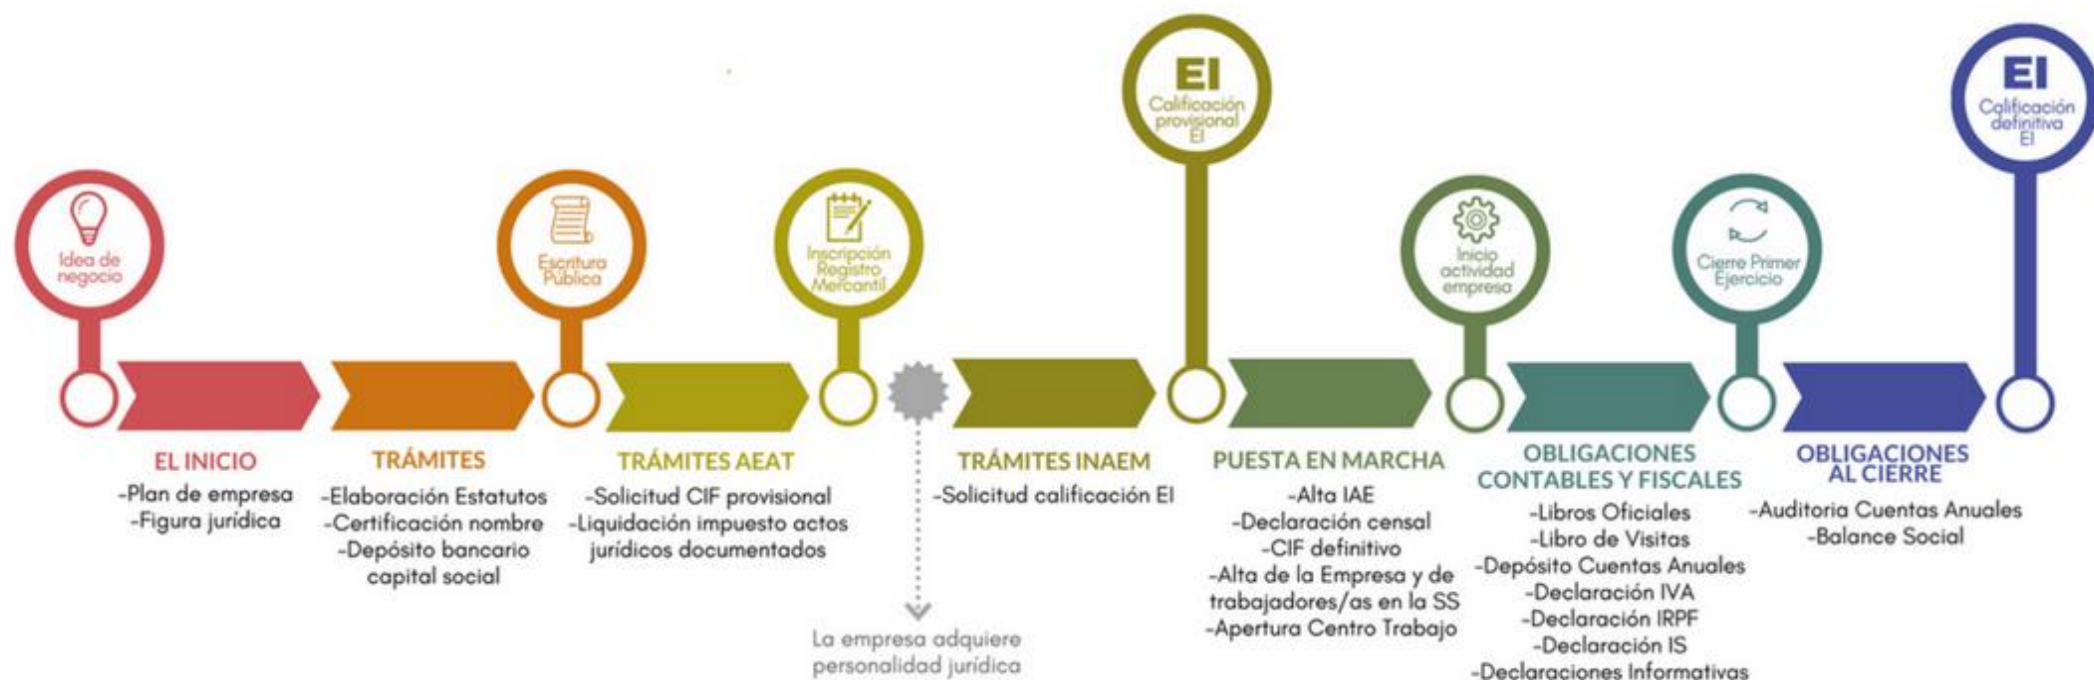 Idea de
negocio
Escritura
Pública
Inscripción
Registro
Mercantil
EI
Calificación
provisional
EI
Inicio
actividad
empresa
Cierre Primer
Ejercicio
EI
Calificación
definitiva
EI
EL INICIO
-Plan de empresa
-Figura jurídica
TRÁMITES
-Elaboración Estatutos
-Certificación nombre
-Depósito bancario
capital social
TRÁMITES AEAT
-Solicitud CIF provisional
-Liquidación impuesto actos
jurídicos documentados
La empresa adquiere
personalidad jurídica
TRÁMITES INAEM
-Solicitud calificación EI
PUESTA EN MARCHA
-Alta IAE
-Declaración censal
-CIF definitivo
-Alta de la Empresa y de
trabajadores/as en la SS
-Apertura Centro Trabajo
OBLIGACIONES
CONTABLES Y FISCALES
-Libros Oficiales
-Libro de Visitas
-Depósito Cuentas Anuales
-Declaración IVA
-Declaración IRPF
-Declaración IS
-Declaraciones Informativas
OBLIGACIONES
AL CIERRE
-Auditoria Cuentas Anuales
-Balance Social